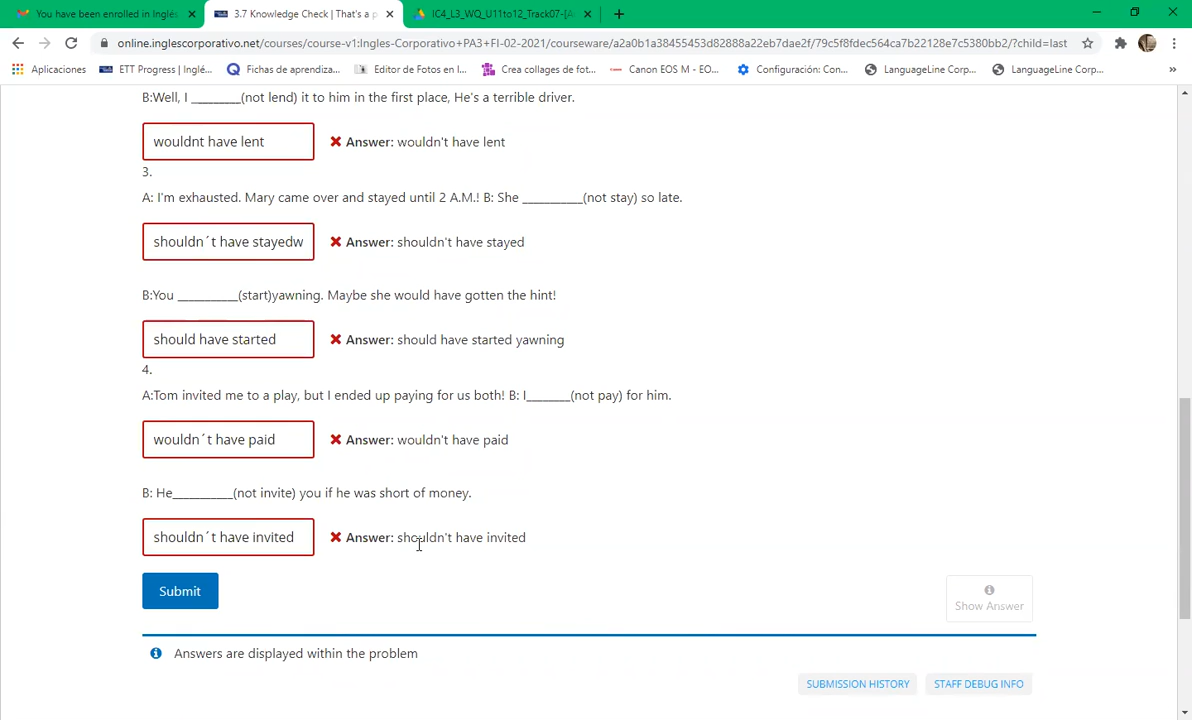 You have been enrolled in Inglés
3.7 Knowledge Check | That's a p
IC4_L3_WQ_U11to12_Track07-[A
online.inglescorporativo.net/courses/course-v1:Ingles-Corporativo+PA3+FI-02-2021/courseware/a2a0b1a38455453d82888a22eb7dae2f/79c5f8fdec564ca7b22128e7c5380bb2/?child=last
Aplicaciones
ETT Progress | Inglé...
Fichas de aprendiza...
Editor de Fotos en l...
Crea collages de fot...
Canon EOS M - EO...
Configuración: Con...
LanguageLine Corp...
LanguageLine Corp...
B:Well, I _________(not lend) it to him in the first place, He's a terrible driver.
wouldnt have lent
Answer: wouldn't have lent
3.
A: I'm exhausted. Mary came over and stayed until 2 A.M.! B: She __________(not stay) so late.
shouldn´t have stayedw
Answer: shouldn't have stayed
B:You __________(start)yawning. Maybe she would have gotten the hint!
should have started
Answer: should have started yawning
4.
A:Tom invited me to a play, but I ended up paying for us both! B: I_______(not pay) for him.
wouldn´t have paid
Answer: wouldn't have paid
B: He__________(not invite) you if he was short of money.
shouldn´t have invited
Answer: shouldn't have invited
Submit
Show Answer
Answers are displayed within the problem
SUBMISSION HISTORY
STAFF DEBUG INFO